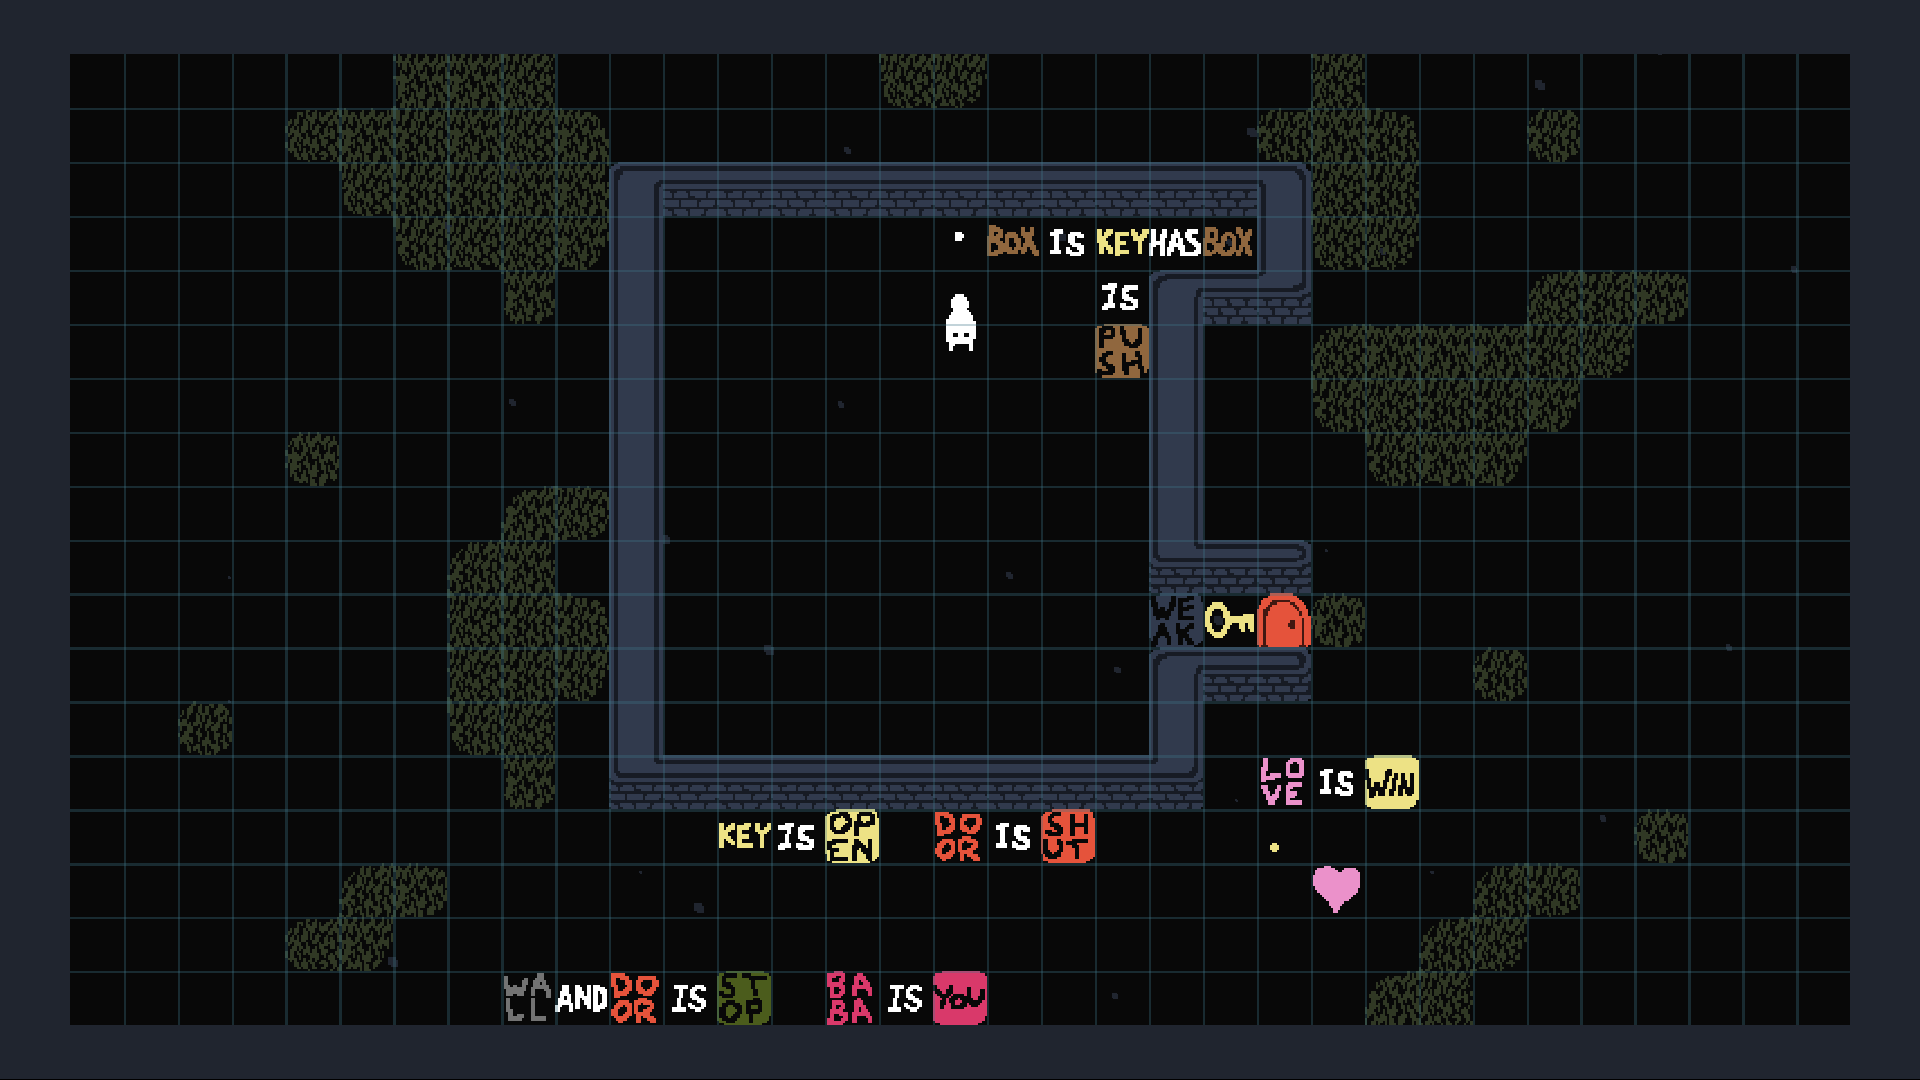 BOX IS KEY HAS BOX
IS
PUSH
WEAK
LOVE IS WIN
KEY IS OPEN DOOR IS SHUT
WALL AND DOOR IS STOP BABA IS YOU